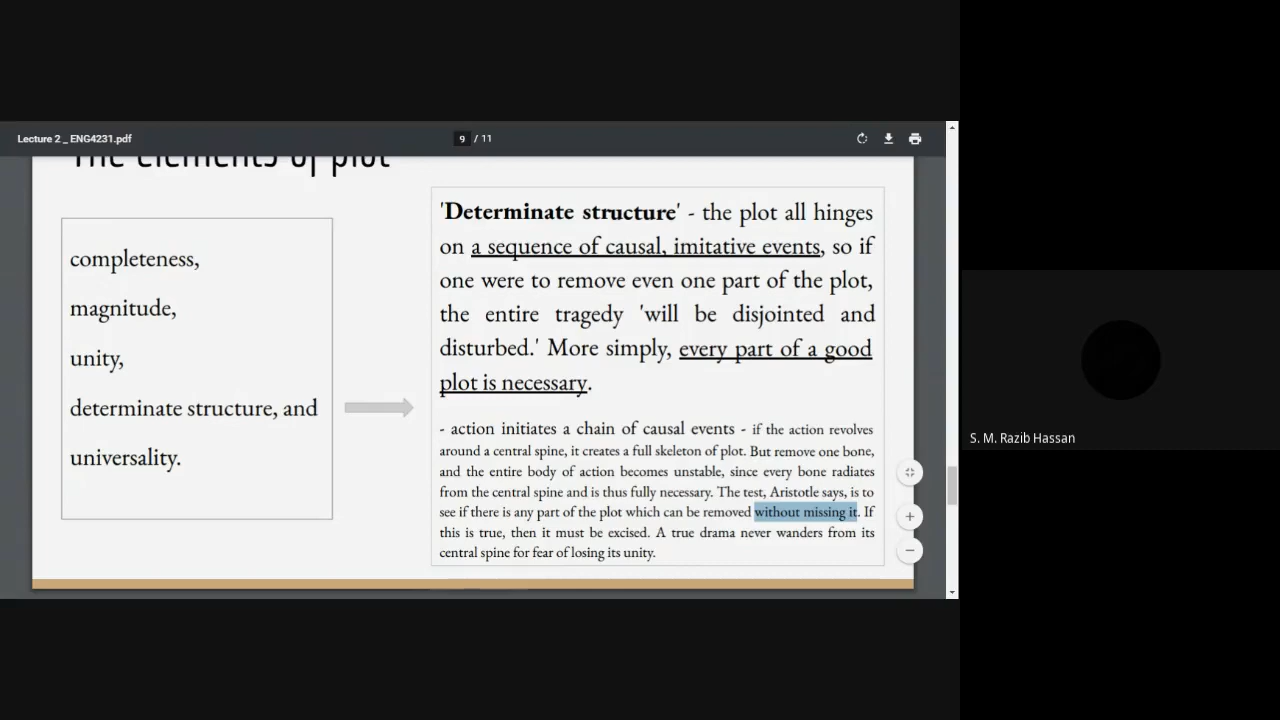 Lecture 2 _ ENG4231.pdf
9 / 11
The elements of plot
completeness,
magnitude,
unity,
determinate structure, and
universality.
'Determinate structure' - the plot all hinges
on a sequence of causal, imitative events, so if
one were to remove even one part of the plot,
the entire tragedy 'will be disjointed and
disturbed.' More simply, every part of a good
plot is necessary.
- action initiates a chain of causal events - if the action revolves
around a central spine, it creates a full skeleton of plot. But remove one bone,
and the entire body of action becomes unstable, since every bone radiates
from the central spine and is thus fully necessary. The test, Aristotle says, is to
see if there is any part of the plot which can be removed without missing it. If
this is true, then it must be excised. A true drama never wanders from its
central spine for fear of losing its unity.
S. M. Razib Hassan